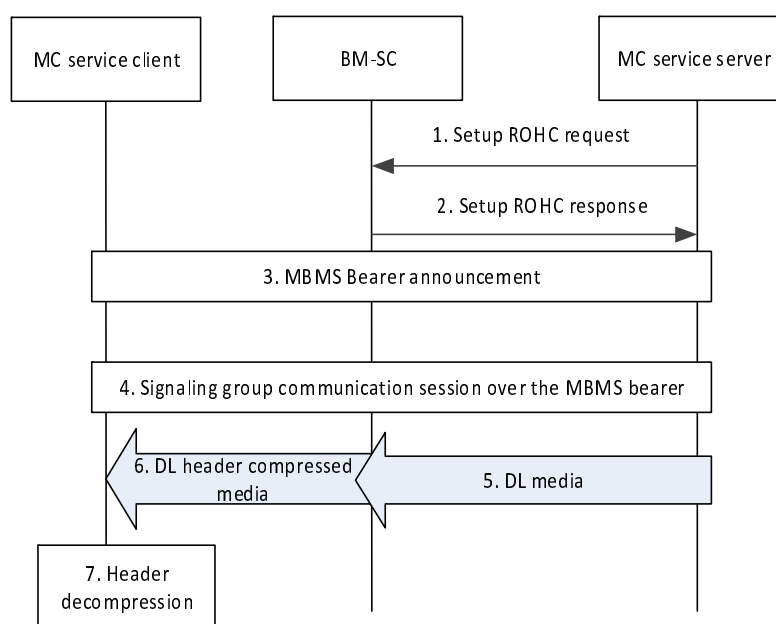 MC service client
BM-SC
MC service server
1. Setup ROHC request
2. Setup ROHC response
3. MBMS Bearer announcement
4. Signaling group communication session over the MBMS bearer
6. DL header compressed
media
5. DL media
7. Header
decompression